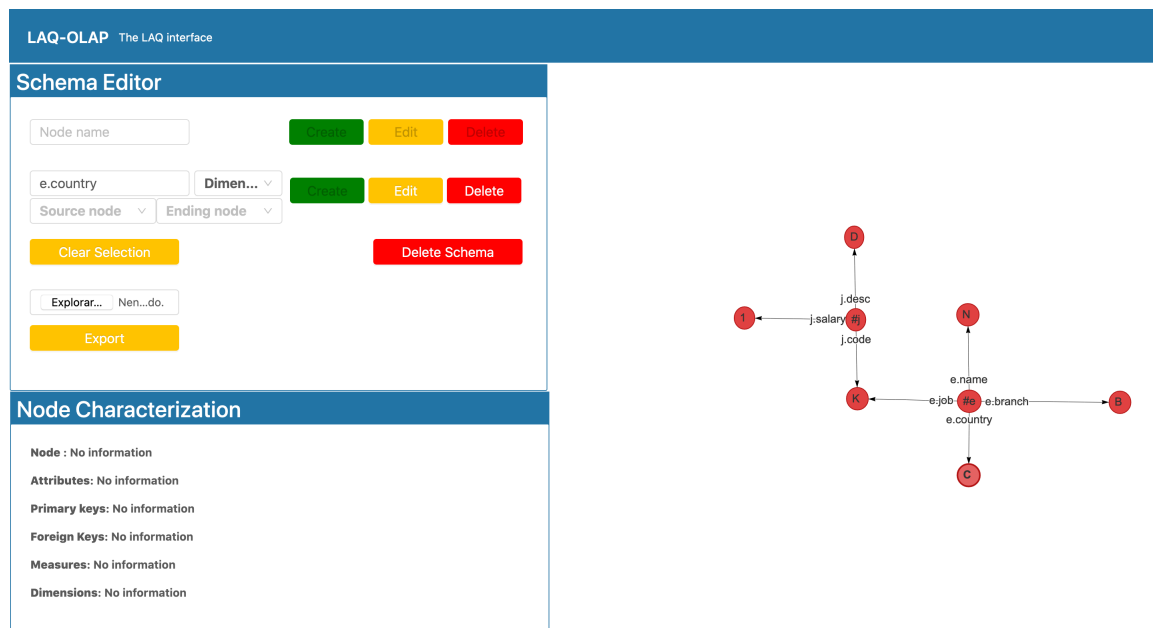 LAQ-OLAP The LAQ interface
Schema Editor
Node name
Create
Edit
Delete
e.country
Dimen...
Create
Edit
Delete
Source node
Ending node
Clear Selection
Delete Schema
Explorar...
Nen...do.
Export
Node Characterization
Node : No information
Attributes: No information
Primary keys: No information
Foreign Keys: No information
Measures: No information
Dimensions: No information
D
j.desc
1
j.salary
#j
j.code
N
K
e.name
e.job
#e
e.branch
B
e.country
C